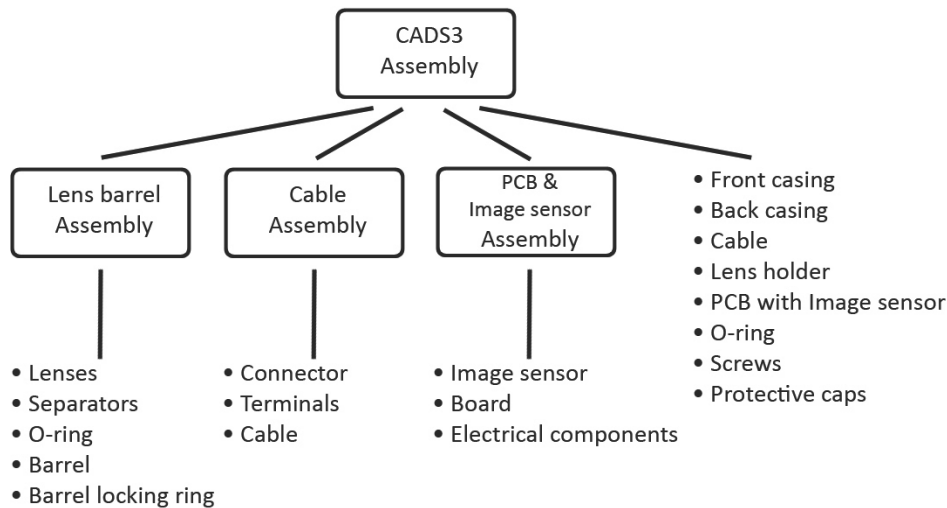 CADS3
Assembly
Lens barrel
Assembly
Cable
Assembly
PCB &
Image sensor
Assembly
• Front casing
• Back casing
• Cable
• Lens holder
• PCB with Image sensor
• O-ring
• Screws
• Protective caps
• Lenses
• Separators
• O-ring
• Barrel
• Barrel locking ring
• Connector
• Terminals
• Cable
• Image sensor
• Board
• Electrical components